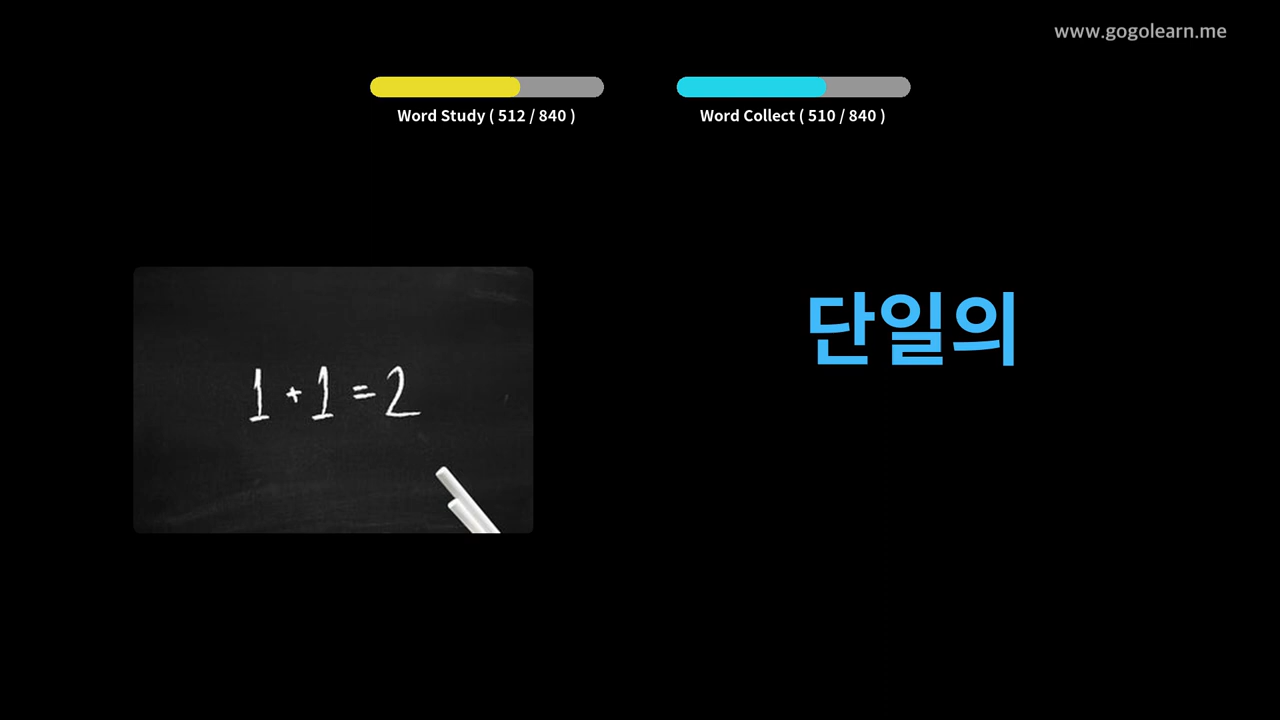 www.gogolearn.me
Word Study ( 512 / 840 )
Word Collect ( 510 / 840 )
1 + 1 = 2
단일의